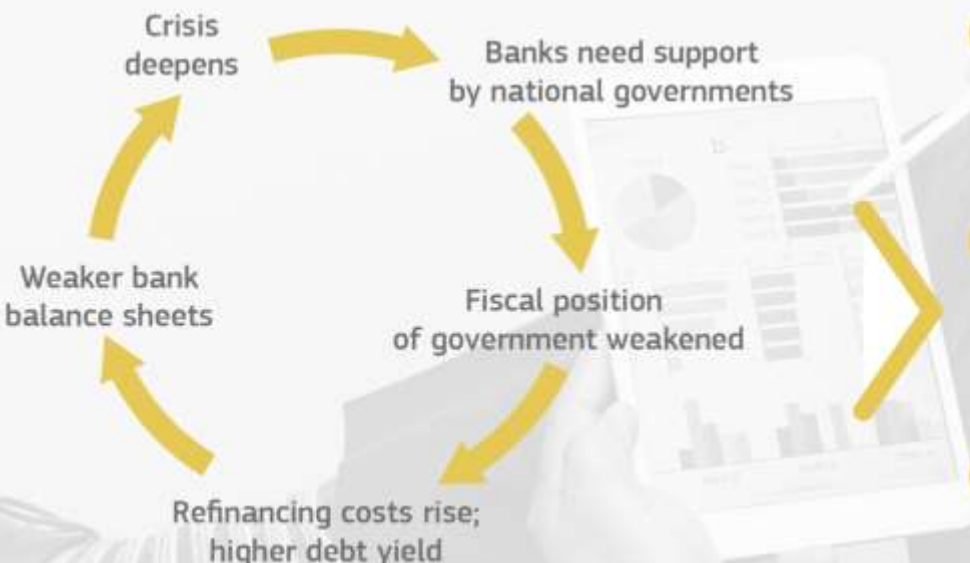 Crisis
deepens
Banks need support
by national governments
Fiscal position
of government weakened
Refinancing costs rise;
higher debt yield
Weaker bank
balance sheets